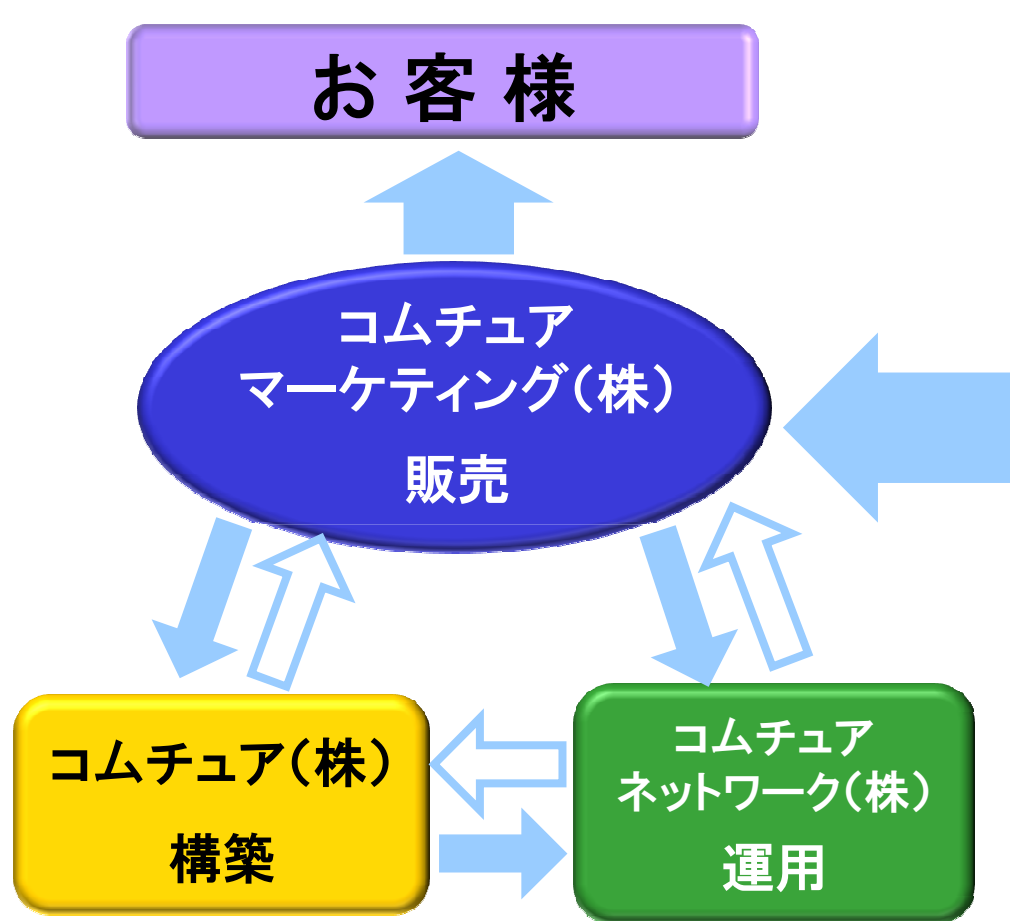 お 客 様
コムチュア
マーケティング（株）
販売
コムチュア（株）
構築
コムチュア
ネットワーク（株）
運用